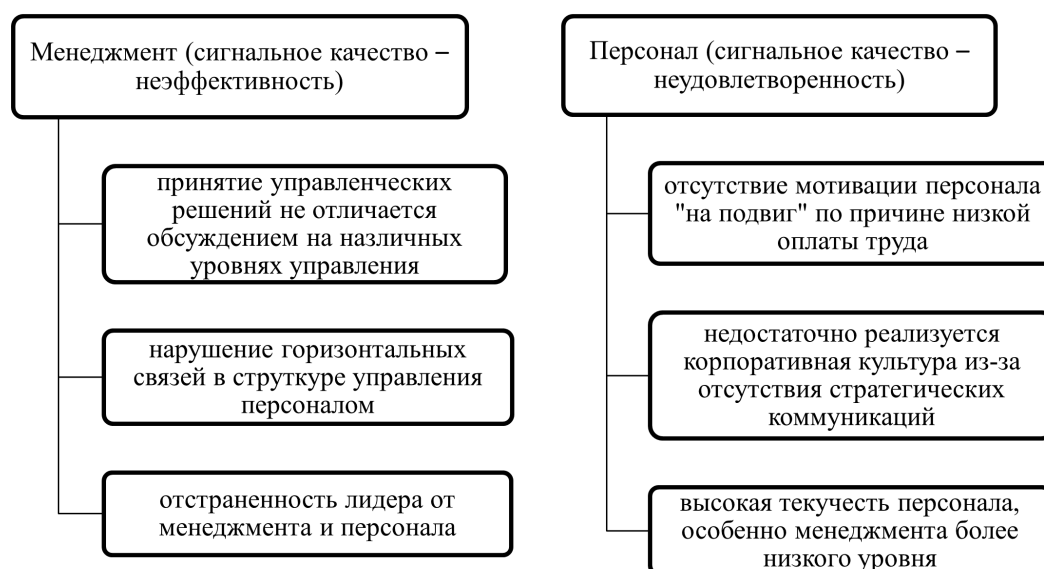 Менеджмент (сигнальное качество –
неэффективность)
принятие управленческих
решений не отличается
обсуждением на назличных
уровнях управления
нарушение горизонтальных
связей в струткуре управления
персоналом
отстраненность лидера от
менеджмента и персонала
Персонал (сигнальное качество –
неудовлетворенность)
отсутствие мотивации персонала
"на подвиг" по причине низкой
оплаты труда
недостаточно реализуется
корпоративная культура из-за
отсутствия стратегических
коммуникаций
высокая текучесть персонала,
особенно менеджмента более
низкого уровня